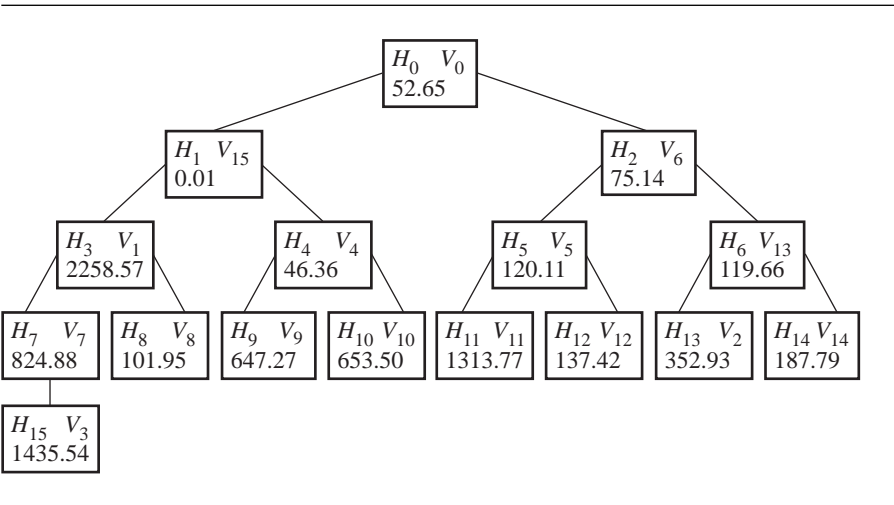 H₀ V₀
52.65
H₁ V₁₅
0.01
H₂ V₆
75.14
H₃ V₁
2258.57
H₄ V₄
46.36
H₅ V₅
120.11
H₆ V₁₃
119.66
H₇ V₇
824.88
H₈ V₈
101.95
H₉ V₉
647.27
H₁₀ V₁₀
653.50
H₁₁ V₁₁
1313.77
H₁₂ V₁₂
137.42
H₁₃ V₂
352.93
H₁₄ V₁₄
187.79
H₁₅ V₃
1435.54